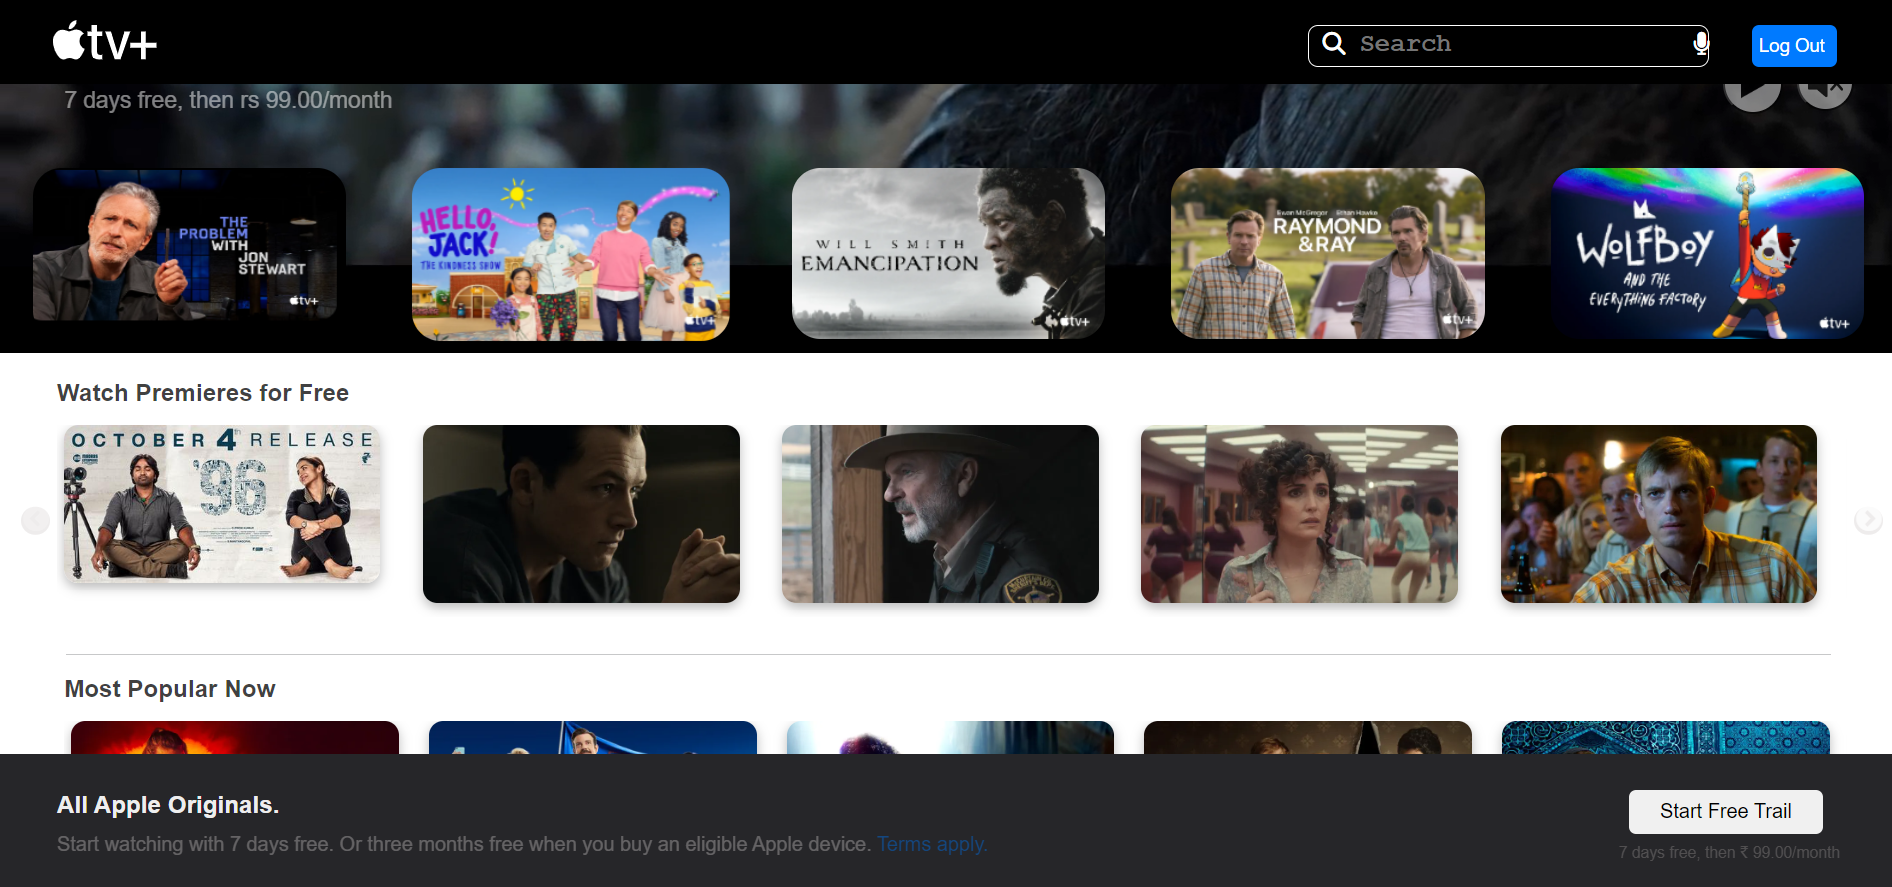 tv+
Search
Log Out
7 days free, then rs 99.00/month
THE
PROBLEM
WITH
JON
STEWART
tv+
HELLO,
JACK!
THE KINDNESS SHOW
tv+
WILL SMITH
EMANCIPATION
tv+
Ewan McGregor Ethan Hawke
RAYMOND
&RAY
tv+
WOLFBOY
AND THE
EVERYTHING FACTORY
tv+
Watch Premieres for Free
OCTOBER 4th RELEASE
'96
Most Popular Now
All Apple Originals.
Start watching with 7 days free. Or three months free when you buy an eligible Apple device. Terms apply.
Start Free Trail
7 days free, then ₹ 99.00/month